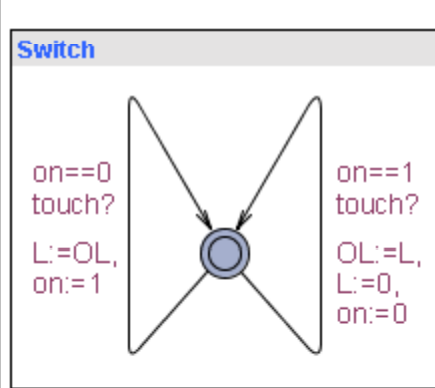 Switch
on==0
touch?
L:=OL,
on:=1
on==1
touch?
OL:=L,
L:=0,
on:=0